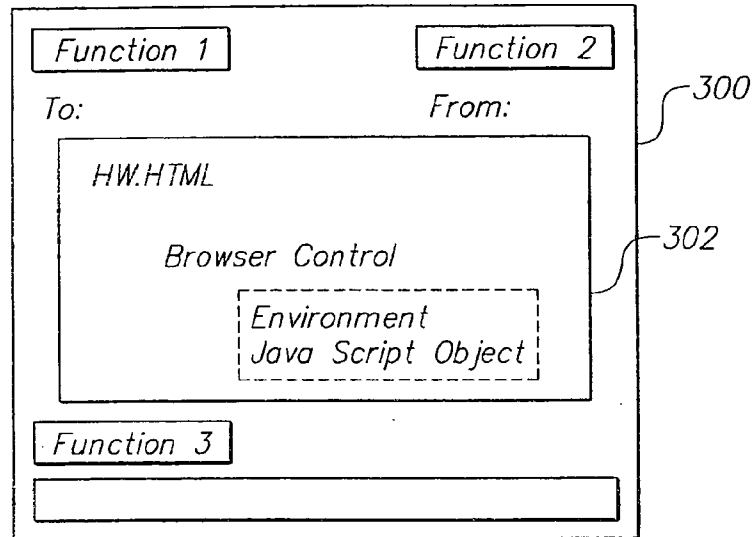 Function 1
Function 2
300
To:
From:
HW.HTML
302
Browser Control
Environment
Java Script Object
Function 3